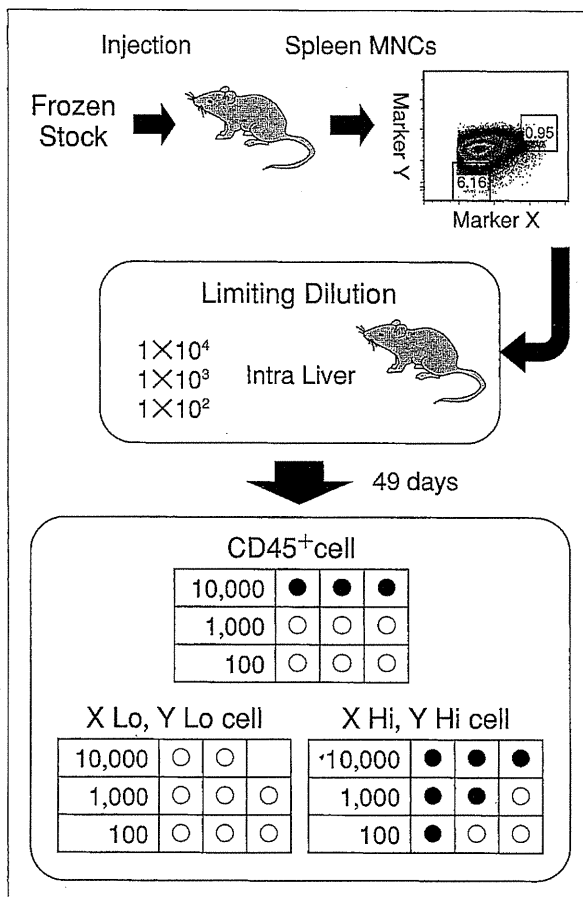 Injection Spleen MNCs
Frozen
Stock
Marker Y
0.95
6.16
Marker X
Limiting Dilution
1×10⁴
1×10³
1×10²
Intra Liver
49 days
CD45⁺cell
10,000 ● ● ●
1,000 ○ ○ ○
100 ○ ○ ○
X Lo, Y Lo cell
10,000 ○ ○
1,000 ○ ○ ○
100 ○ ○ ○
X Hi, Y Hi cell
10,000 ● ● ●
1,000 ● ● ○
100 ● ○ ○